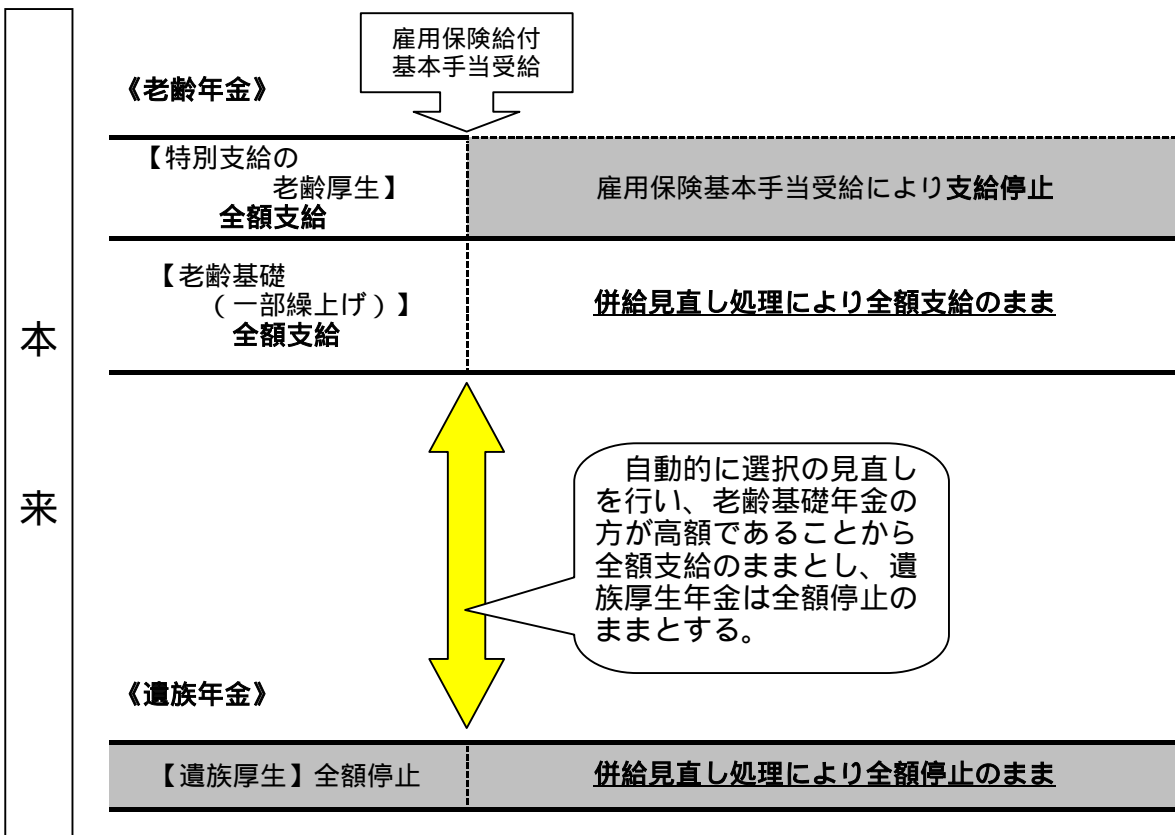 本
来
雇用保険給付
基本手当受給
《老齢年金》
【特別支給の
老齢厚生】
全額支給
雇用保険基本手当受給により支給停止
【老齢基礎
（一部繰上げ）】
全額支給
併給見直し処理により全額支給のまま
自動的に選択の見直し
を行い、老齢基礎年金の
方が高額であることから
全額支給のままとし、遺
族厚生年金は全額停止の
ままとする。
《遺族年金》
【遺族厚生】全額停止
併給見直し処理により全額停止のまま